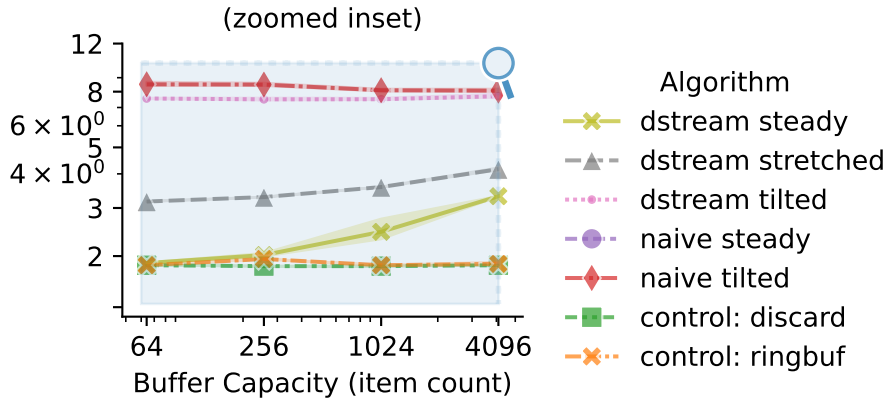 (zoomed inset)
12
8
6 × 10⁰
5
4 × 10⁰
3
2
64 256 1024 4096
Buffer Capacity (item count)
Algorithm
dstream steady
dstream stretched
dstream tilted
naive steady
naive tilted
control: discard
control: ringbuf